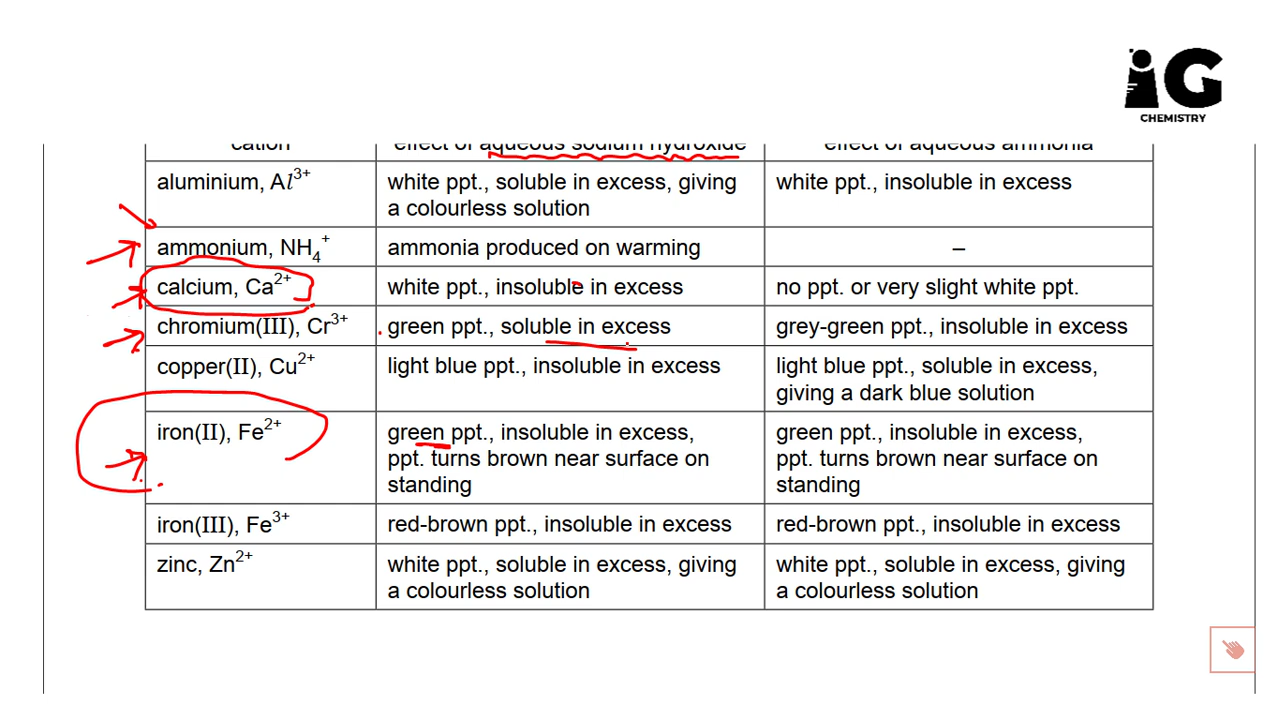 iG
CHEMISTRY
cation effect of aqueous sodium hydroxide effect of aqueous ammonia
aluminium, Al³⁺ white ppt., soluble in excess, giving white ppt., insoluble in excess
a colourless solution
ammonium, NH₄⁺ ammonia produced on warming –
calcium, Ca²⁺ white ppt., insoluble in excess no ppt. or very slight white ppt.
chromium(III), Cr³⁺ green ppt., soluble in excess grey-green ppt., insoluble in excess
copper(II), Cu²⁺ light blue ppt., insoluble in excess light blue ppt., soluble in excess,
giving a dark blue solution
iron(II), Fe²⁺ green ppt., insoluble in excess, green ppt., insoluble in excess,
ppt. turns brown near surface on ppt. turns brown near surface on
standing standing
iron(III), Fe³⁺ red-brown ppt., insoluble in excess red-brown ppt., insoluble in excess
zinc, Zn²⁺ white ppt., soluble in excess, giving white ppt., soluble in excess, giving
a colourless solution a colourless solution